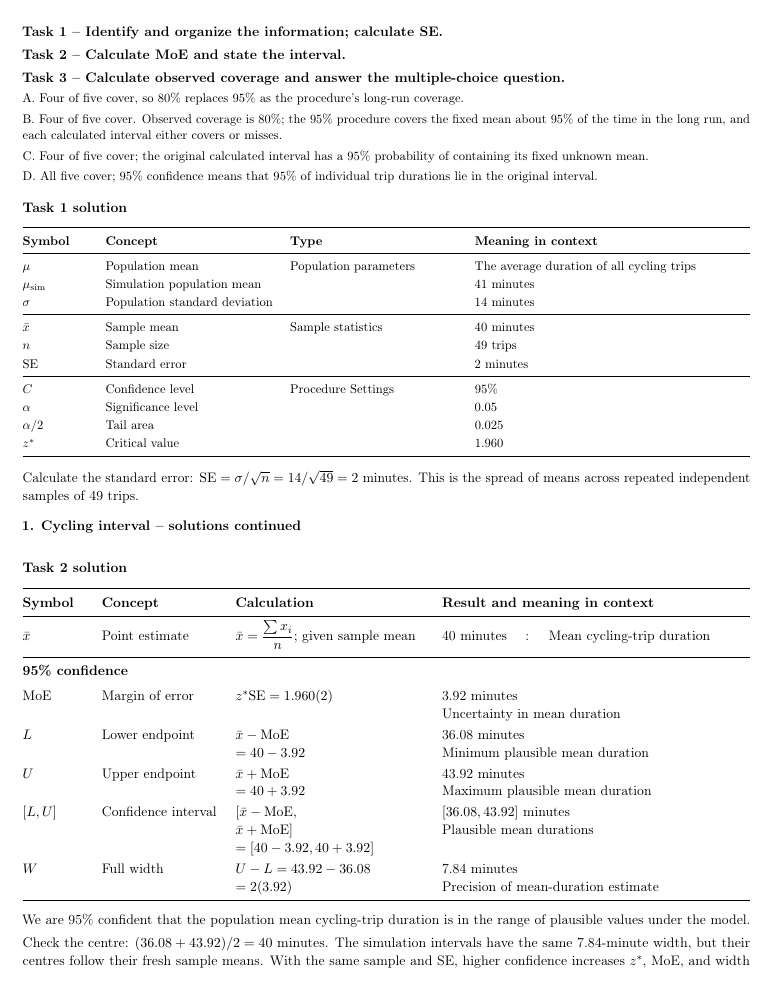 Task 1 – Identify and organize the information; calculate SE.
Task 2 – Calculate MoE and state the interval.
Task 3 – Calculate observed coverage and answer the multiple-choice question.
A. Four of five cover, so 80% replaces 95% as the procedure's long-run coverage.
B. Four of five cover. Observed coverage is 80%; the 95% procedure covers the fixed mean about 95% of the time in the long run, and
each calculated interval either covers or misses.
C. Four of five cover; the original calculated interval has a 95% probability of containing its fixed unknown mean.
D. All five cover; 95% confidence means that 95% of individual trip durations lie in the original interval.
Task 1 solution
Symbol Concept Type Meaning in context
μ Population mean Population parameters The average duration of all cycling trips
μsim Simulation population mean 41 minutes
σ Population standard deviation 14 minutes
x̄ Sample mean Sample statistics 40 minutes
n Sample size 49 trips
SE Standard error 2 minutes
C Confidence level Procedure Settings 95%
α Significance level 0.05
α/2 Tail area 0.025
z* Critical value 1.960
Calculate the standard error: SE = σ/√n = 14/√49 = 2 minutes. This is the spread of means across repeated independent
samples of 49 trips.
1. Cycling interval – solutions continued
Task 2 solution
Symbol Concept Calculation Result and meaning in context
x̄ Point estimate x̄ = ∑ xi / n; given sample mean 40 minutes : Mean cycling-trip duration
95% confidence
MoE Margin of error z*SE = 1.960(2) 3.92 minutes
Uncertainty in mean duration
L Lower endpoint x̄ − MoE 36.08 minutes
= 40 − 3.92 Minimum plausible mean duration
U Upper endpoint x̄ + MoE 43.92 minutes
= 40 + 3.92 Maximum plausible mean duration
[L, U] Confidence interval [x̄ − MoE, [36.08, 43.92] minutes
x̄ + MoE] Plausible mean durations
= [40 − 3.92, 40 + 3.92]
W Full width U − L = 43.92 − 36.08 7.84 minutes
= 2(3.92) Precision of mean-duration estimate
We are 95% confident that the population mean cycling-trip duration is in the range of plausible values under the model.
Check the centre: (36.08 + 43.92)/2 = 40 minutes. The simulation intervals have the same 7.84-minute width, but their
centres follow their fresh sample means. With the same sample and SE, higher confidence increases z*, MoE, and width